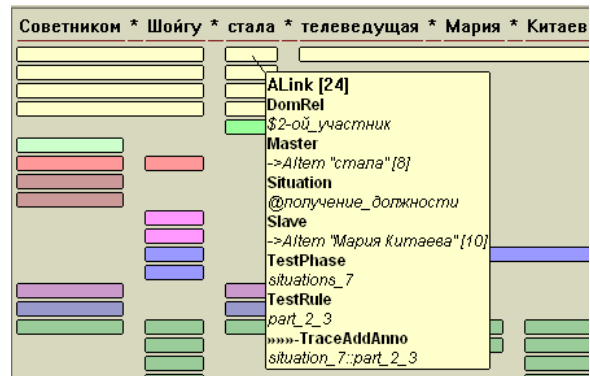 Советником * Шойгу * стала * телеведущая * Мария * Китаев
ALink [24]
DomRel
$2-ой_участник
Master
->AItem "стала" [8]
Situation
@получение_должности
Slave
->AItem "Мария Китаева" [10]
TestPhase
situations_7
TestRule
part_2_3
»»»-TraceAddAnno
situation_7::part_2_3